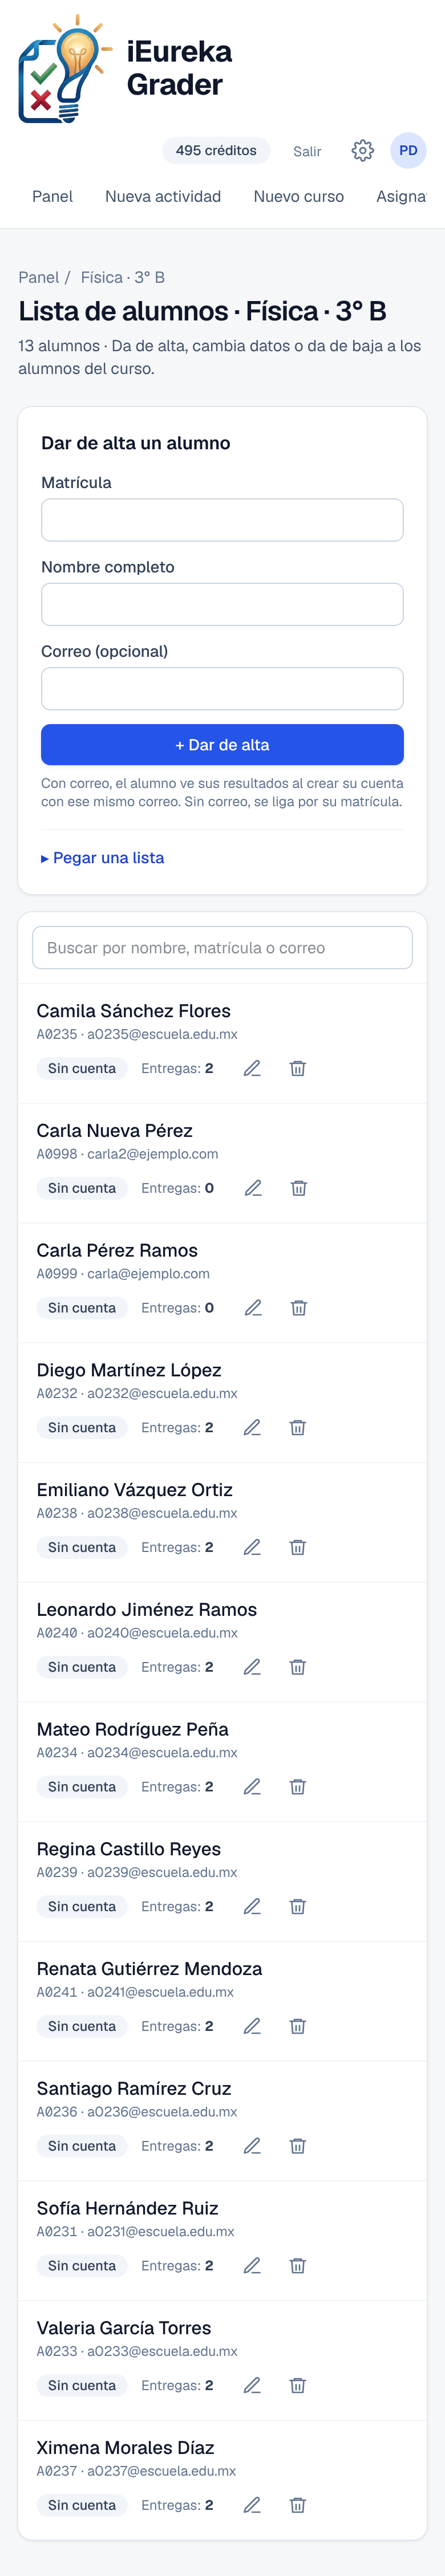 iEureka
Grader
495 créditos
Salir
PD
Panel
Nueva actividad
Nuevo curso
Asigna
Panel / Física · 3° B
Lista de alumnos · Física · 3° B
13 alumnos · Da de alta, cambia datos o da de baja a los
alumnos del curso.
Dar de alta un alumno
Matrícula
Nombre completo
Correo (opcional)
+ Dar de alta
Con correo, el alumno ve sus resultados al crear su cuenta
con ese mismo correo. Sin correo, se liga por su matrícula.
▸ Pegar una lista
Buscar por nombre, matrícula o correo
Camila Sánchez Flores
A0235 · a0235@escuela.edu.mx
Sin cuenta Entregas: 2
Carla Nueva Pérez
A0998 · carla2@ejemplo.com
Sin cuenta Entregas: 0
Carla Pérez Ramos
A0999 · carla@ejemplo.com
Sin cuenta Entregas: 0
Diego Martínez López
A0232 · a0232@escuela.edu.mx
Sin cuenta Entregas: 2
Emiliano Vázquez Ortiz
A0238 · a0238@escuela.edu.mx
Sin cuenta Entregas: 2
Leonardo Jiménez Ramos
A0240 · a0240@escuela.edu.mx
Sin cuenta Entregas: 2
Mateo Rodríguez Peña
A0234 · a0234@escuela.edu.mx
Sin cuenta Entregas: 2
Regina Castillo Reyes
A0239 · a0239@escuela.edu.mx
Sin cuenta Entregas: 2
Renata Gutiérrez Mendoza
A0241 · a0241@escuela.edu.mx
Sin cuenta Entregas: 2
Santiago Ramírez Cruz
A0236 · a0236@escuela.edu.mx
Sin cuenta Entregas: 2
Sofía Hernández Ruiz
A0231 · a0231@escuela.edu.mx
Sin cuenta Entregas: 2
Valeria García Torres
A0233 · a0233@escuela.edu.mx
Sin cuenta Entregas: 2
Ximena Morales Díaz
A0237 · a0237@escuela.edu.mx
Sin cuenta Entregas: 2